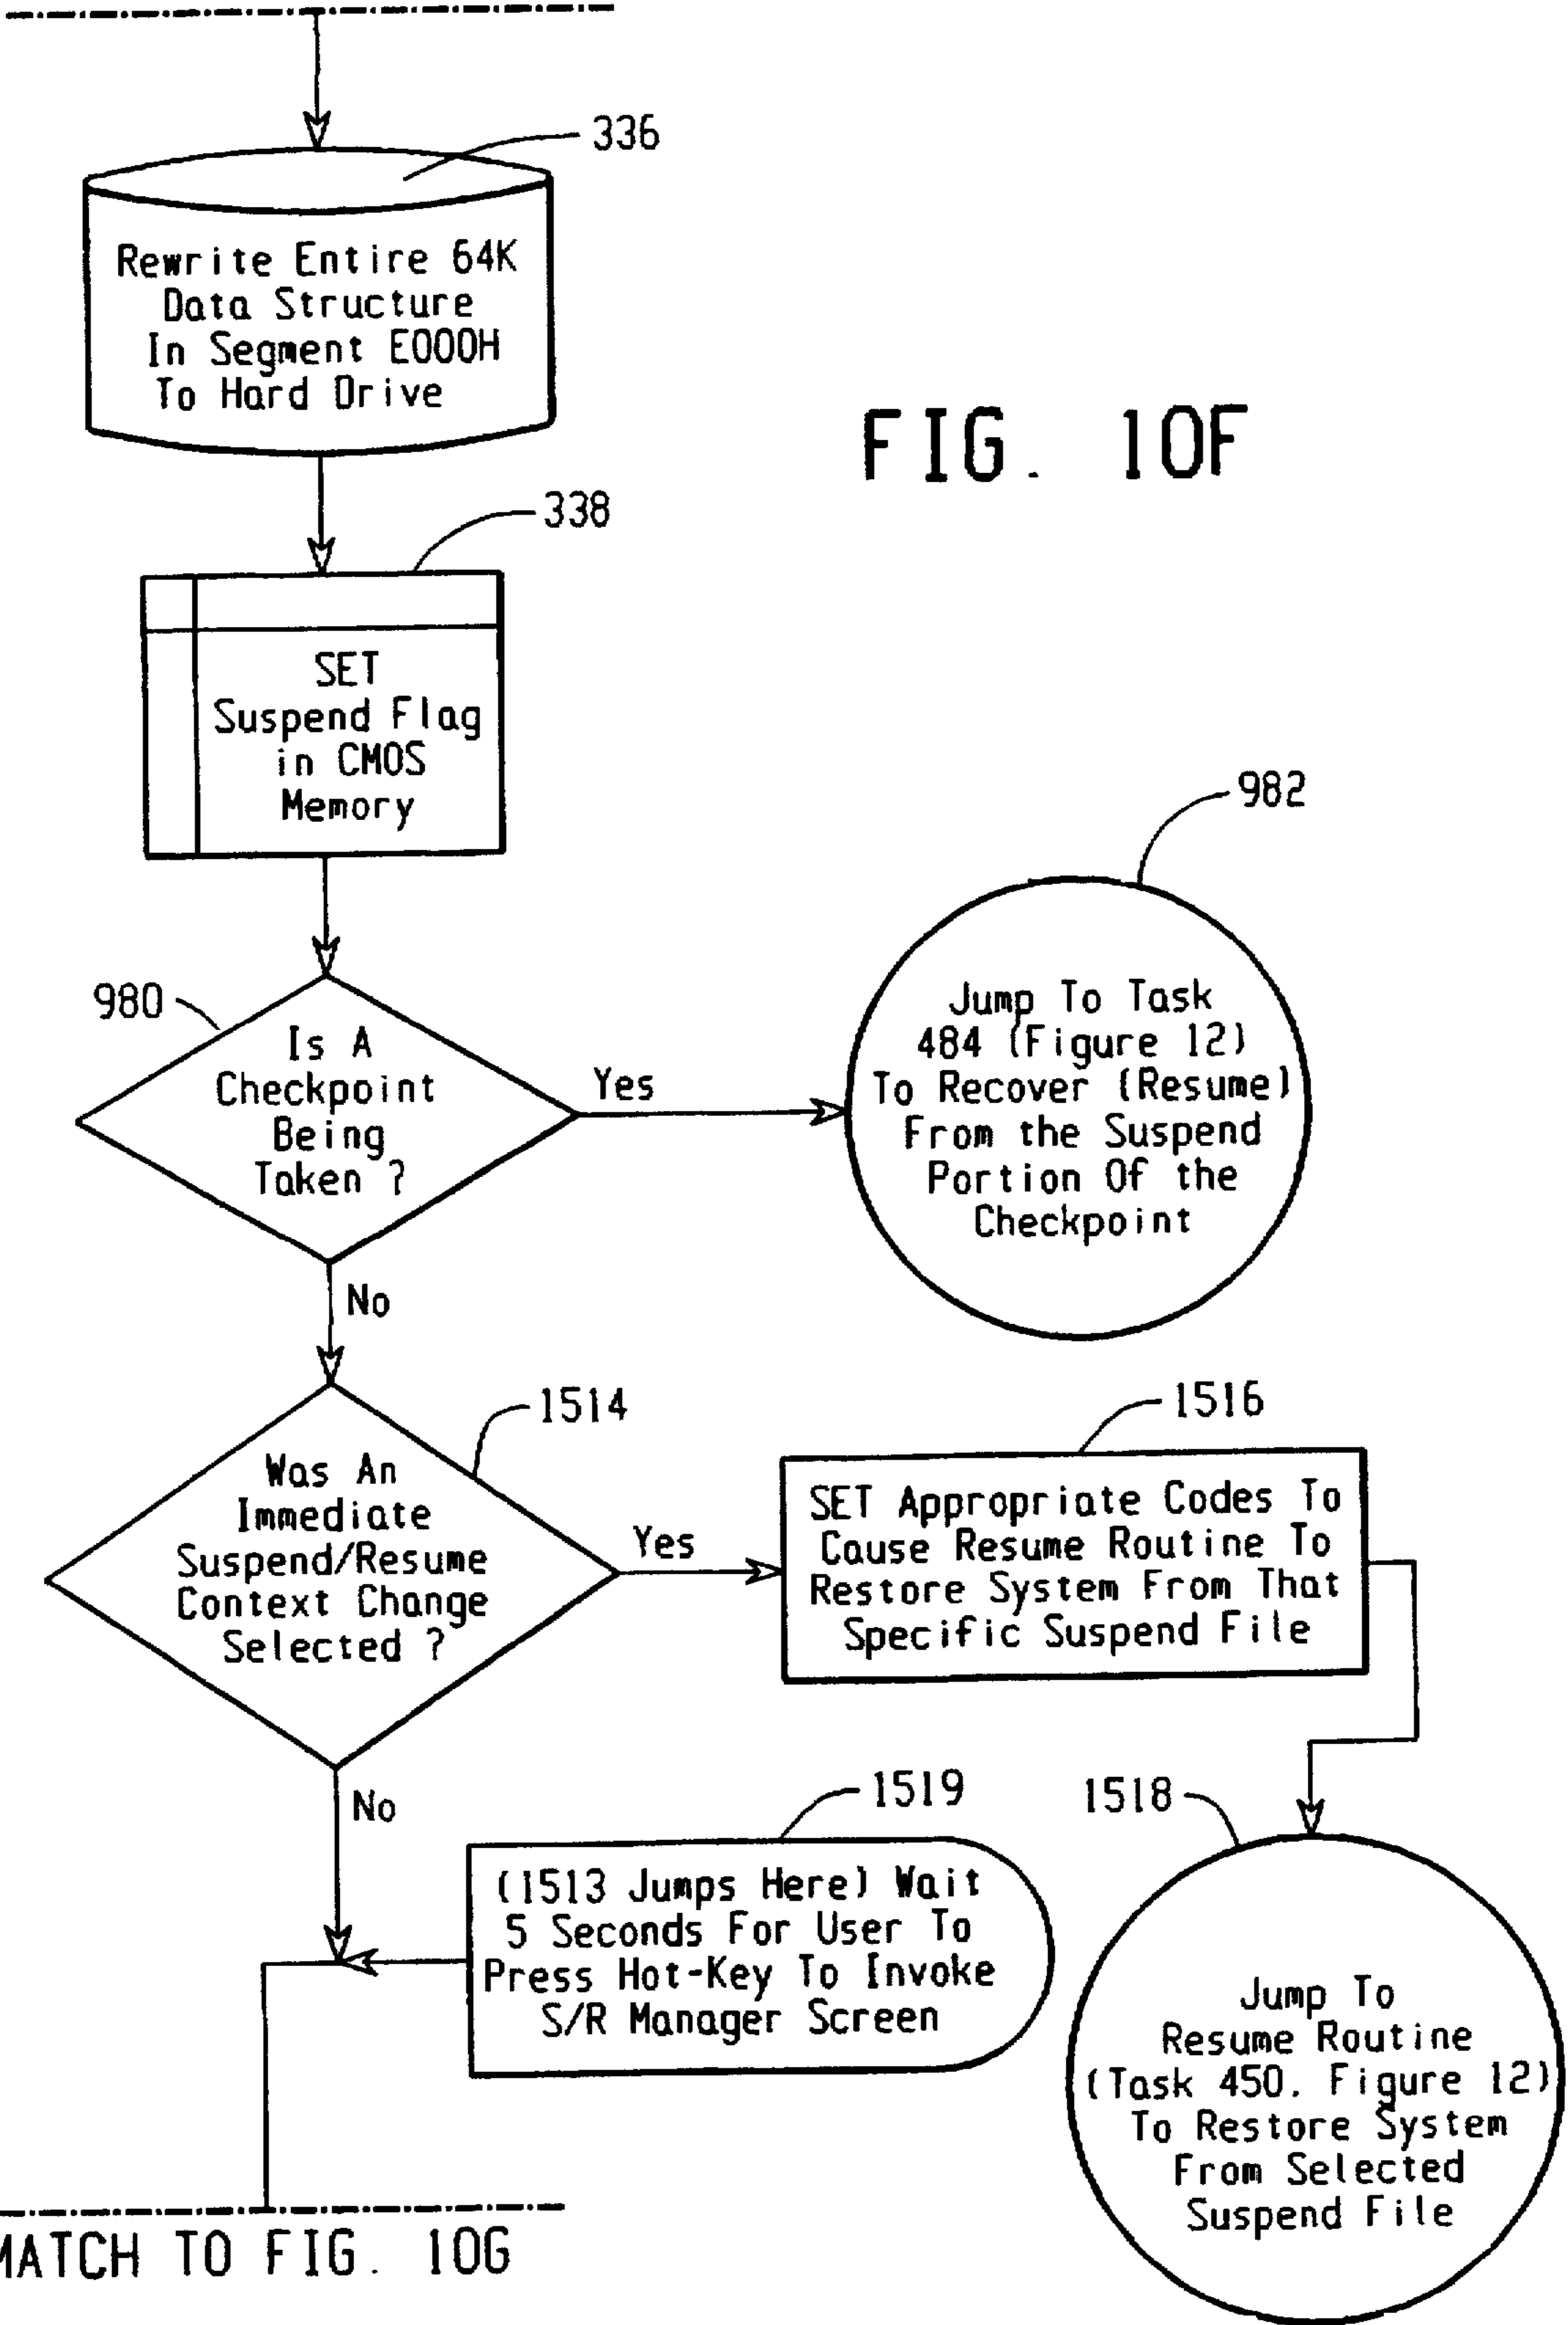 336
Rewrite Entire 64K
Data Structure
In Segment E000H
To Hard Drive
FIG. 10F
338
SET
Suspend Flag
in CMOS
Memory
982
980
Is A
Checkpoint
Being
Taken ?
Yes
Jump To Task
484 (Figure 12)
To Recover (Resume)
From the Suspend
Portion Of the
Checkpoint
No
1514
Was An
Immediate
Suspend/Resume
Context Change
Selected ?
Yes
1516
SET Appropriate Codes To
Cause Resume Routine To
Restore System From That
Specific Suspend File
No
1519
(1513 Jumps Here) Wait
5 Seconds For User To
Press Hot-Key To Invoke
S/R Manager Screen
1518
Jump To
Resume Routine
(Task 450. Figure 12)
To Restore System
From Selected
Suspend File
MATCH TO FIG. 10G